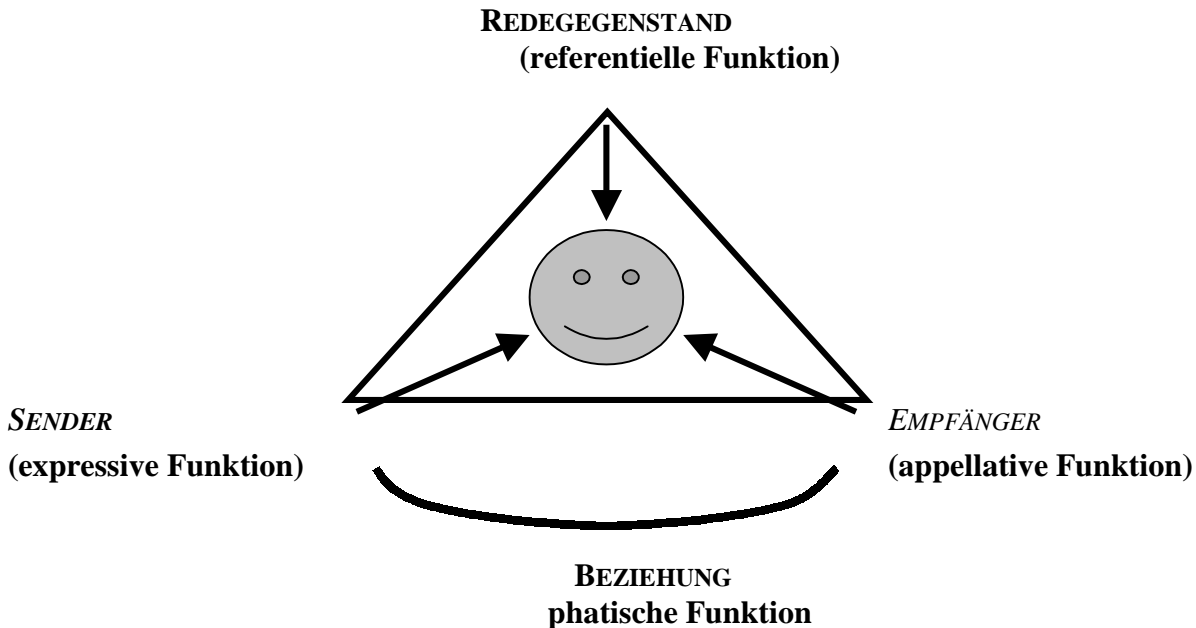 REDEGEGENSTAND
(referentielle Funktion)
SENDER
(expressive Funktion)
EMPFÄNGER
(appellative Funktion)
BEZIEHUNG
phatische Funktion